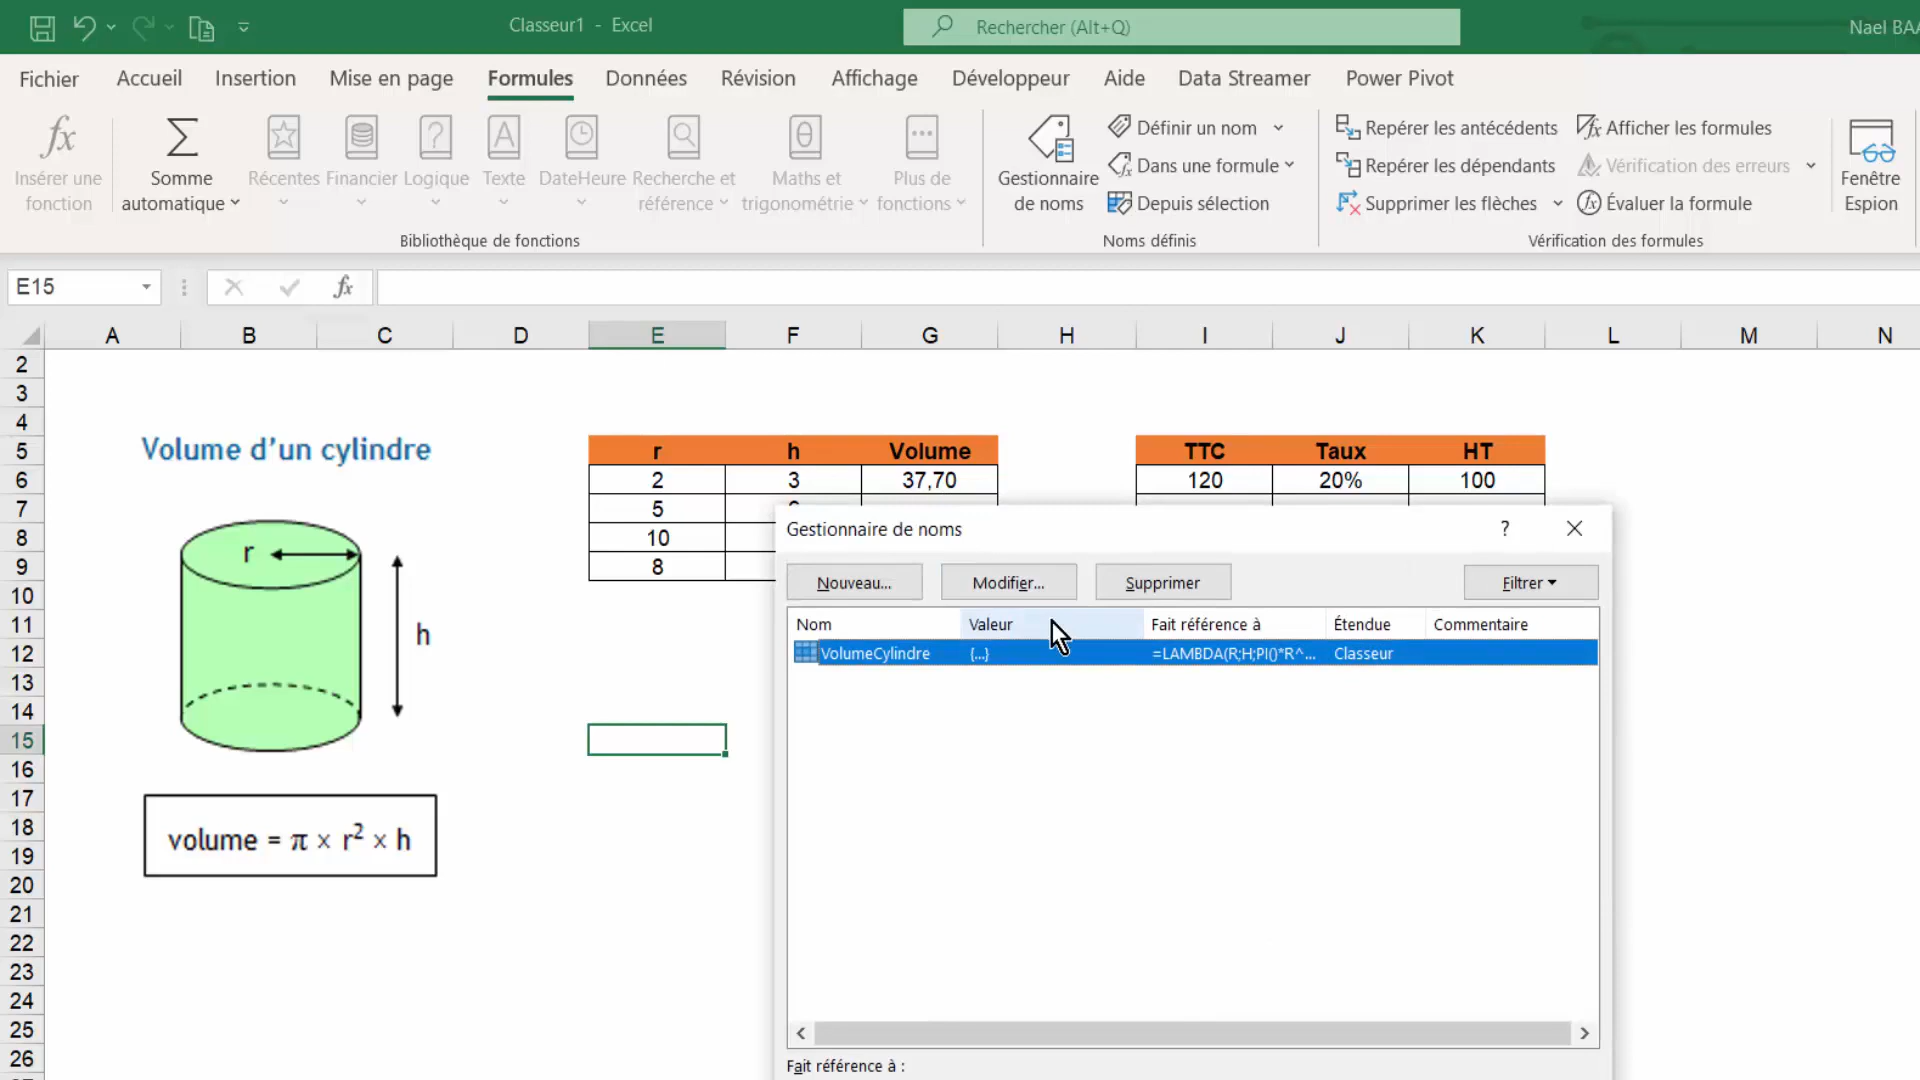 Classeur1 - Excel
Rechercher (Alt+Q)
Nael BAA
Fichier Accueil Insertion Mise en page Formules Données Révision Affichage Développeur Aide Data Streamer Power Pivot
Insérer une fonction
Somme automatique
Récentes
Financier
Logique
Texte
DateHeure
Recherche et référence
Maths et trigonométrie
Plus de fonctions
Bibliothèque de fonctions
Gestionnaire de noms
Définir un nom
Dans une formule
Depuis sélection
Noms définis
Repérer les antécédents
Repérer les dépendants
Supprimer les flèches
Afficher les formules
Vérification des erreurs
Évaluer la formule
Vérification des formules
Fenêtre Espion
E15
fx
A B C D E F G H I J K L M N
2
3
4
5
6
7
8
9
10
11
12
13
14
15
16
17
18
19
20
21
22
23
24
25
26
Volume d'un cylindre
r
h
volume = π × r² × h
r h Volume
2 3 37,70
5
10
8
TTC Taux HT
120 20% 100
Gestionnaire de noms
?
Nouveau... Modifier... Supprimer Filtrer
Nom Valeur Fait référence à Étendue Commentaire
VolumeCylindre {...} =LAMBDA(R;H;PI()*R^... Classeur
Fait référence à :